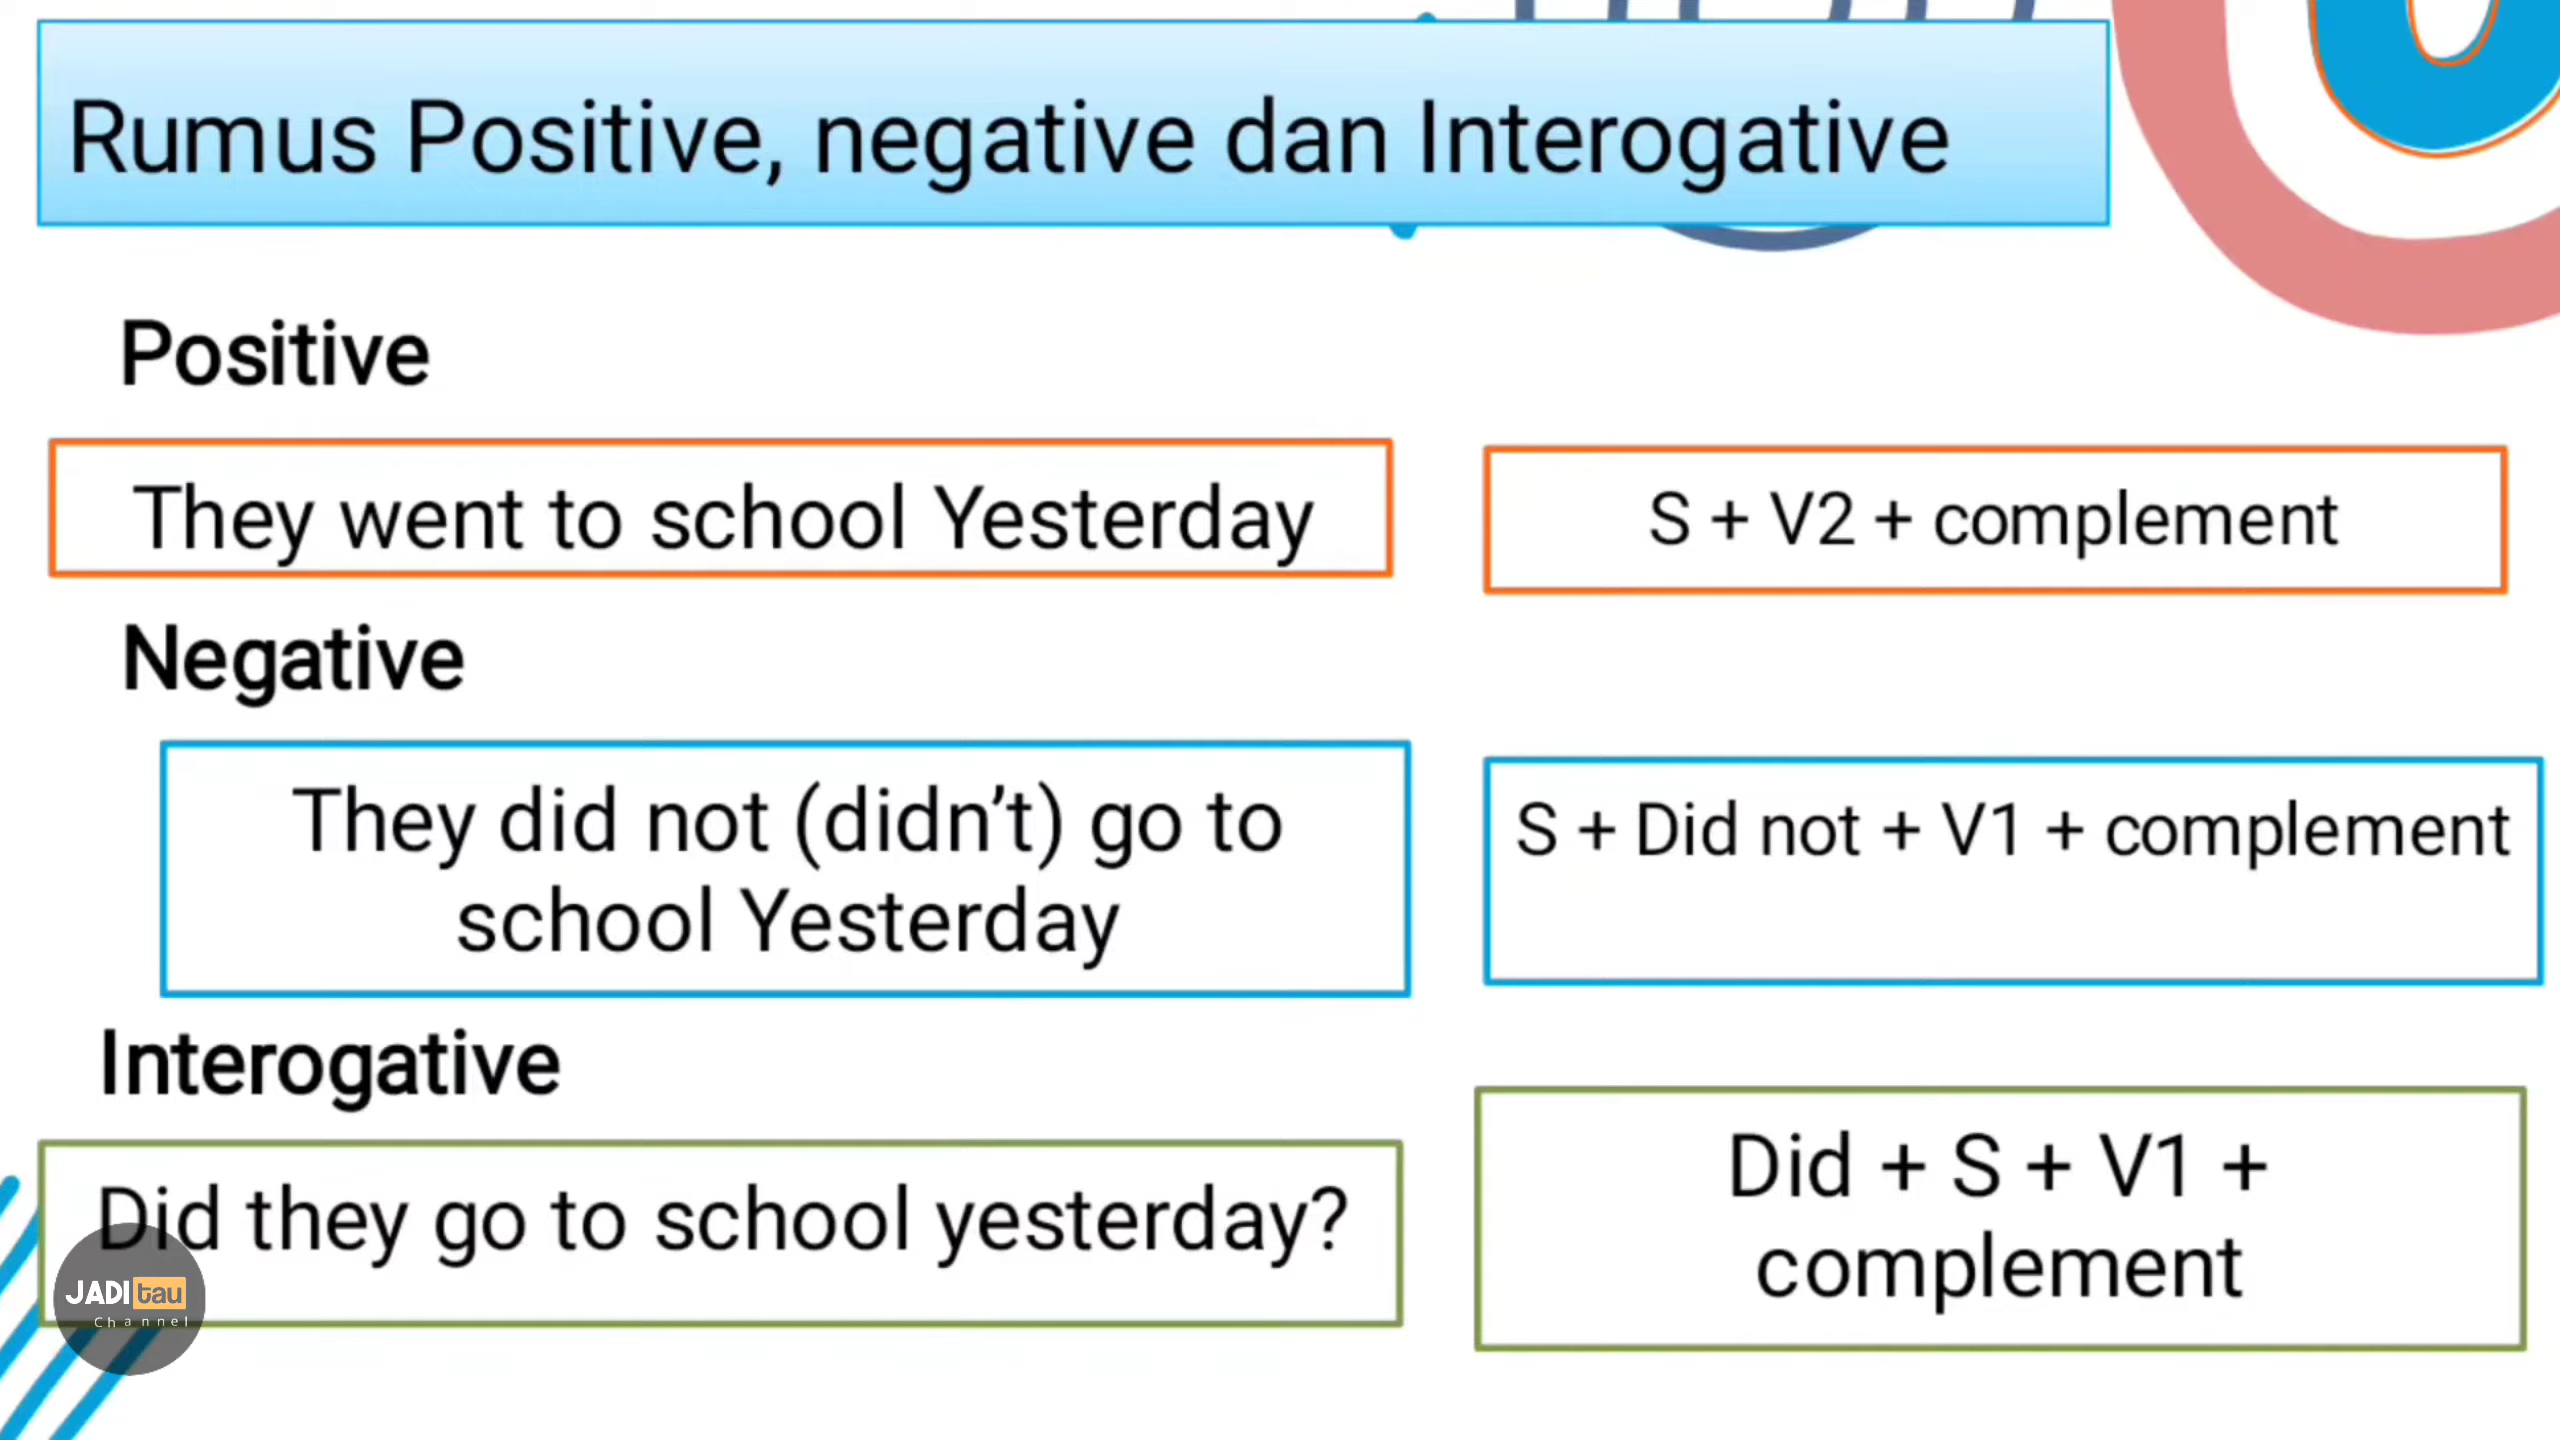 Rumus Positive, negative dan Interogative
Positive
They went to school Yesterday
S + V2 + complement
Negative
They did not (didn’t) go to
school Yesterday
S + Did not + V1 + complement
Interogative
Did they go to school yesterday?
Did + S + V1 +
complement
JADI tau
Channel